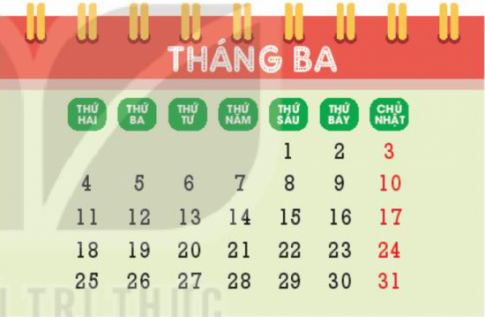 THÁNG BA
THỨ HAI THỨ BA THỨ TƯ THỨ NĂM THỨ SÁU THỨ BẢY CHỦ NHẬT
1 2 3
4 5 6 7 8 9 10
11 12 13 14 15 16 17
18 19 20 21 22 23 24
25 26 27 28 29 30 31
TRI THỨC